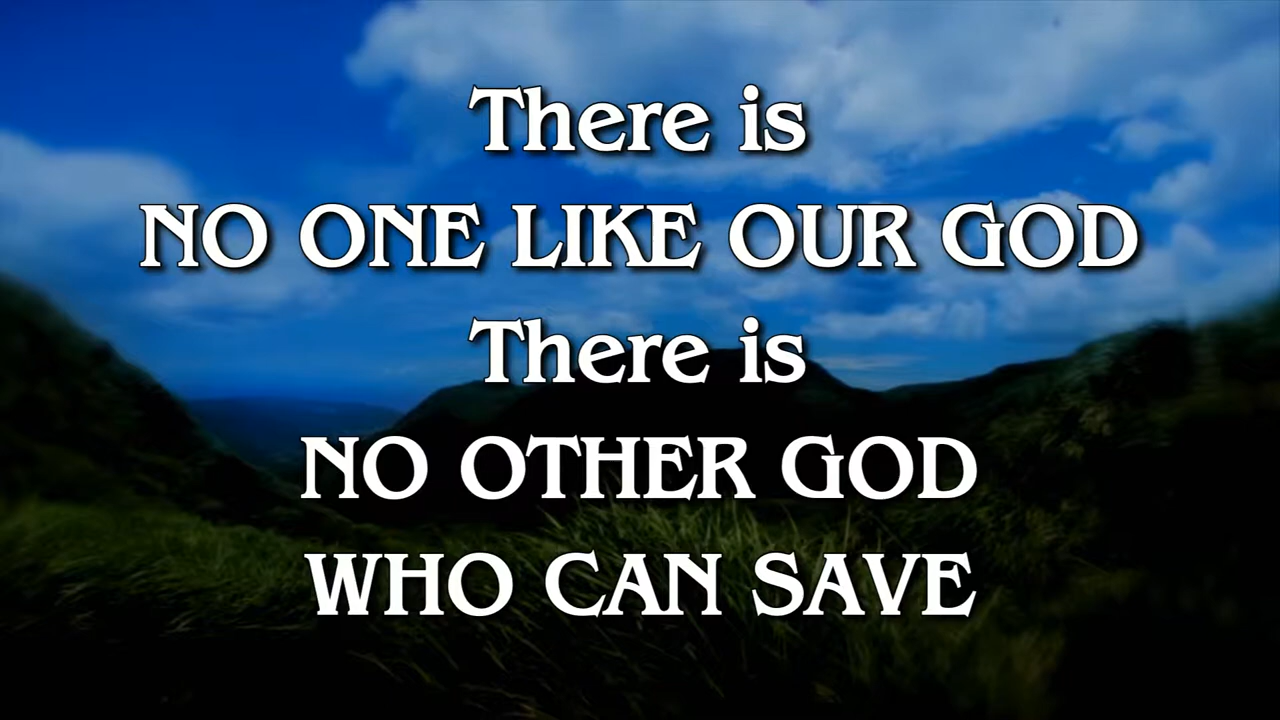 There is
NO ONE LIKE OUR GOD
There is
NO OTHER GOD
WHO CAN SAVE